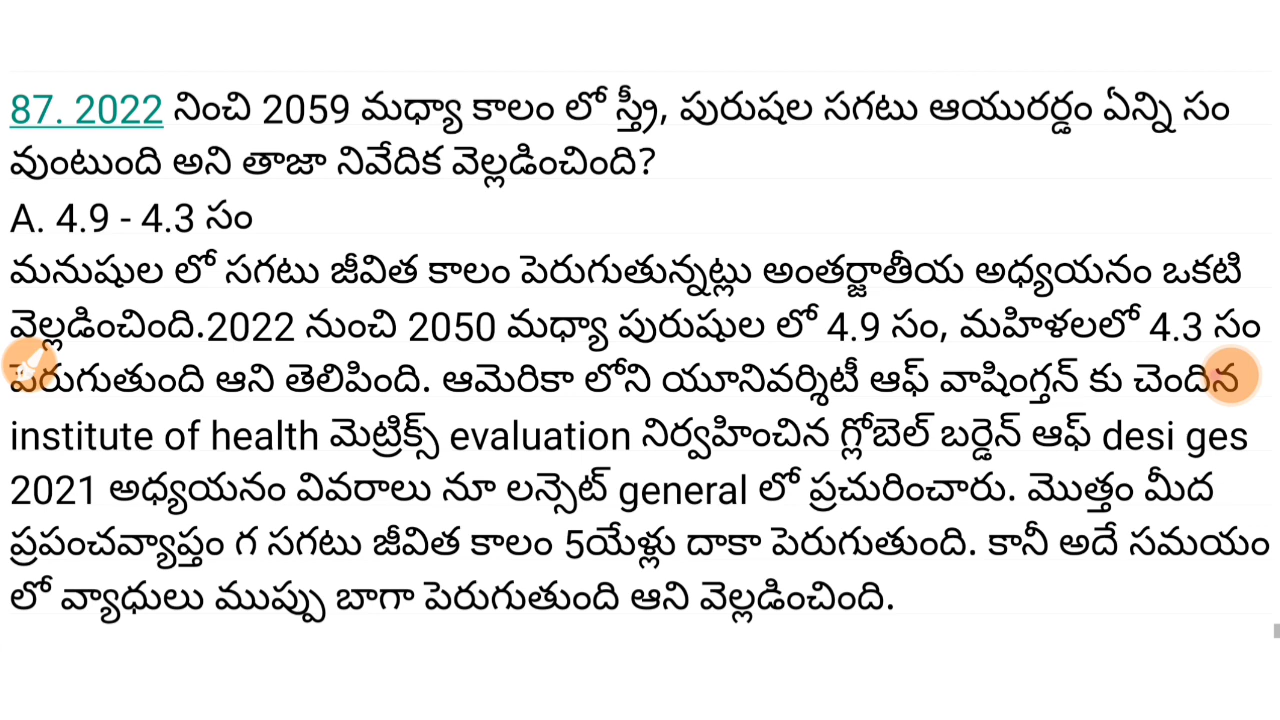 87. 2022 నించి 2059 మధ్యా కాలం లో స్త్రీ, పురుషల సగటు ఆయురర్డం ఏన్ని సం
వుంటుంది అని తాజా నివేదిక వెల్లడించింది?
A. 4.9 - 4.3 సం
మనుషుల లో సగటు జీవిత కాలం పెరుగుతున్నట్లు అంతర్జాతీయ అధ్యయనం ఒకటి
వెల్లడించింది.2022 నుంచి 2050 మధ్యా పురుషుల లో 4.9 సం, మహిళలలో 4.3 సం
పెరుగుతుంది ఆని తెలిపింది. ఆమెరికా లోని యూనివర్శిటీ ఆఫ్ వాషింగ్తన్ కు చెందిన
institute of health మెట్రిక్స్ evaluation నిర్వహించిన గ్లోబెల్ బర్డెన్ ఆఫ్ desi ges
2021 అధ్యయనం వివరాలు నూ లన్సెట్ general లో ప్రచురించారు. మొత్తం మీద
ప్రపంచవ్యాప్తం గ సగటు జీవిత కాలం 5యేళ్లు దాకా పెరుగుతుంది. కానీ అదే సమయం
లో వ్యాధులు ముప్పు బాగా పెరుగుతుంది ఆని వెల్లడించింది.